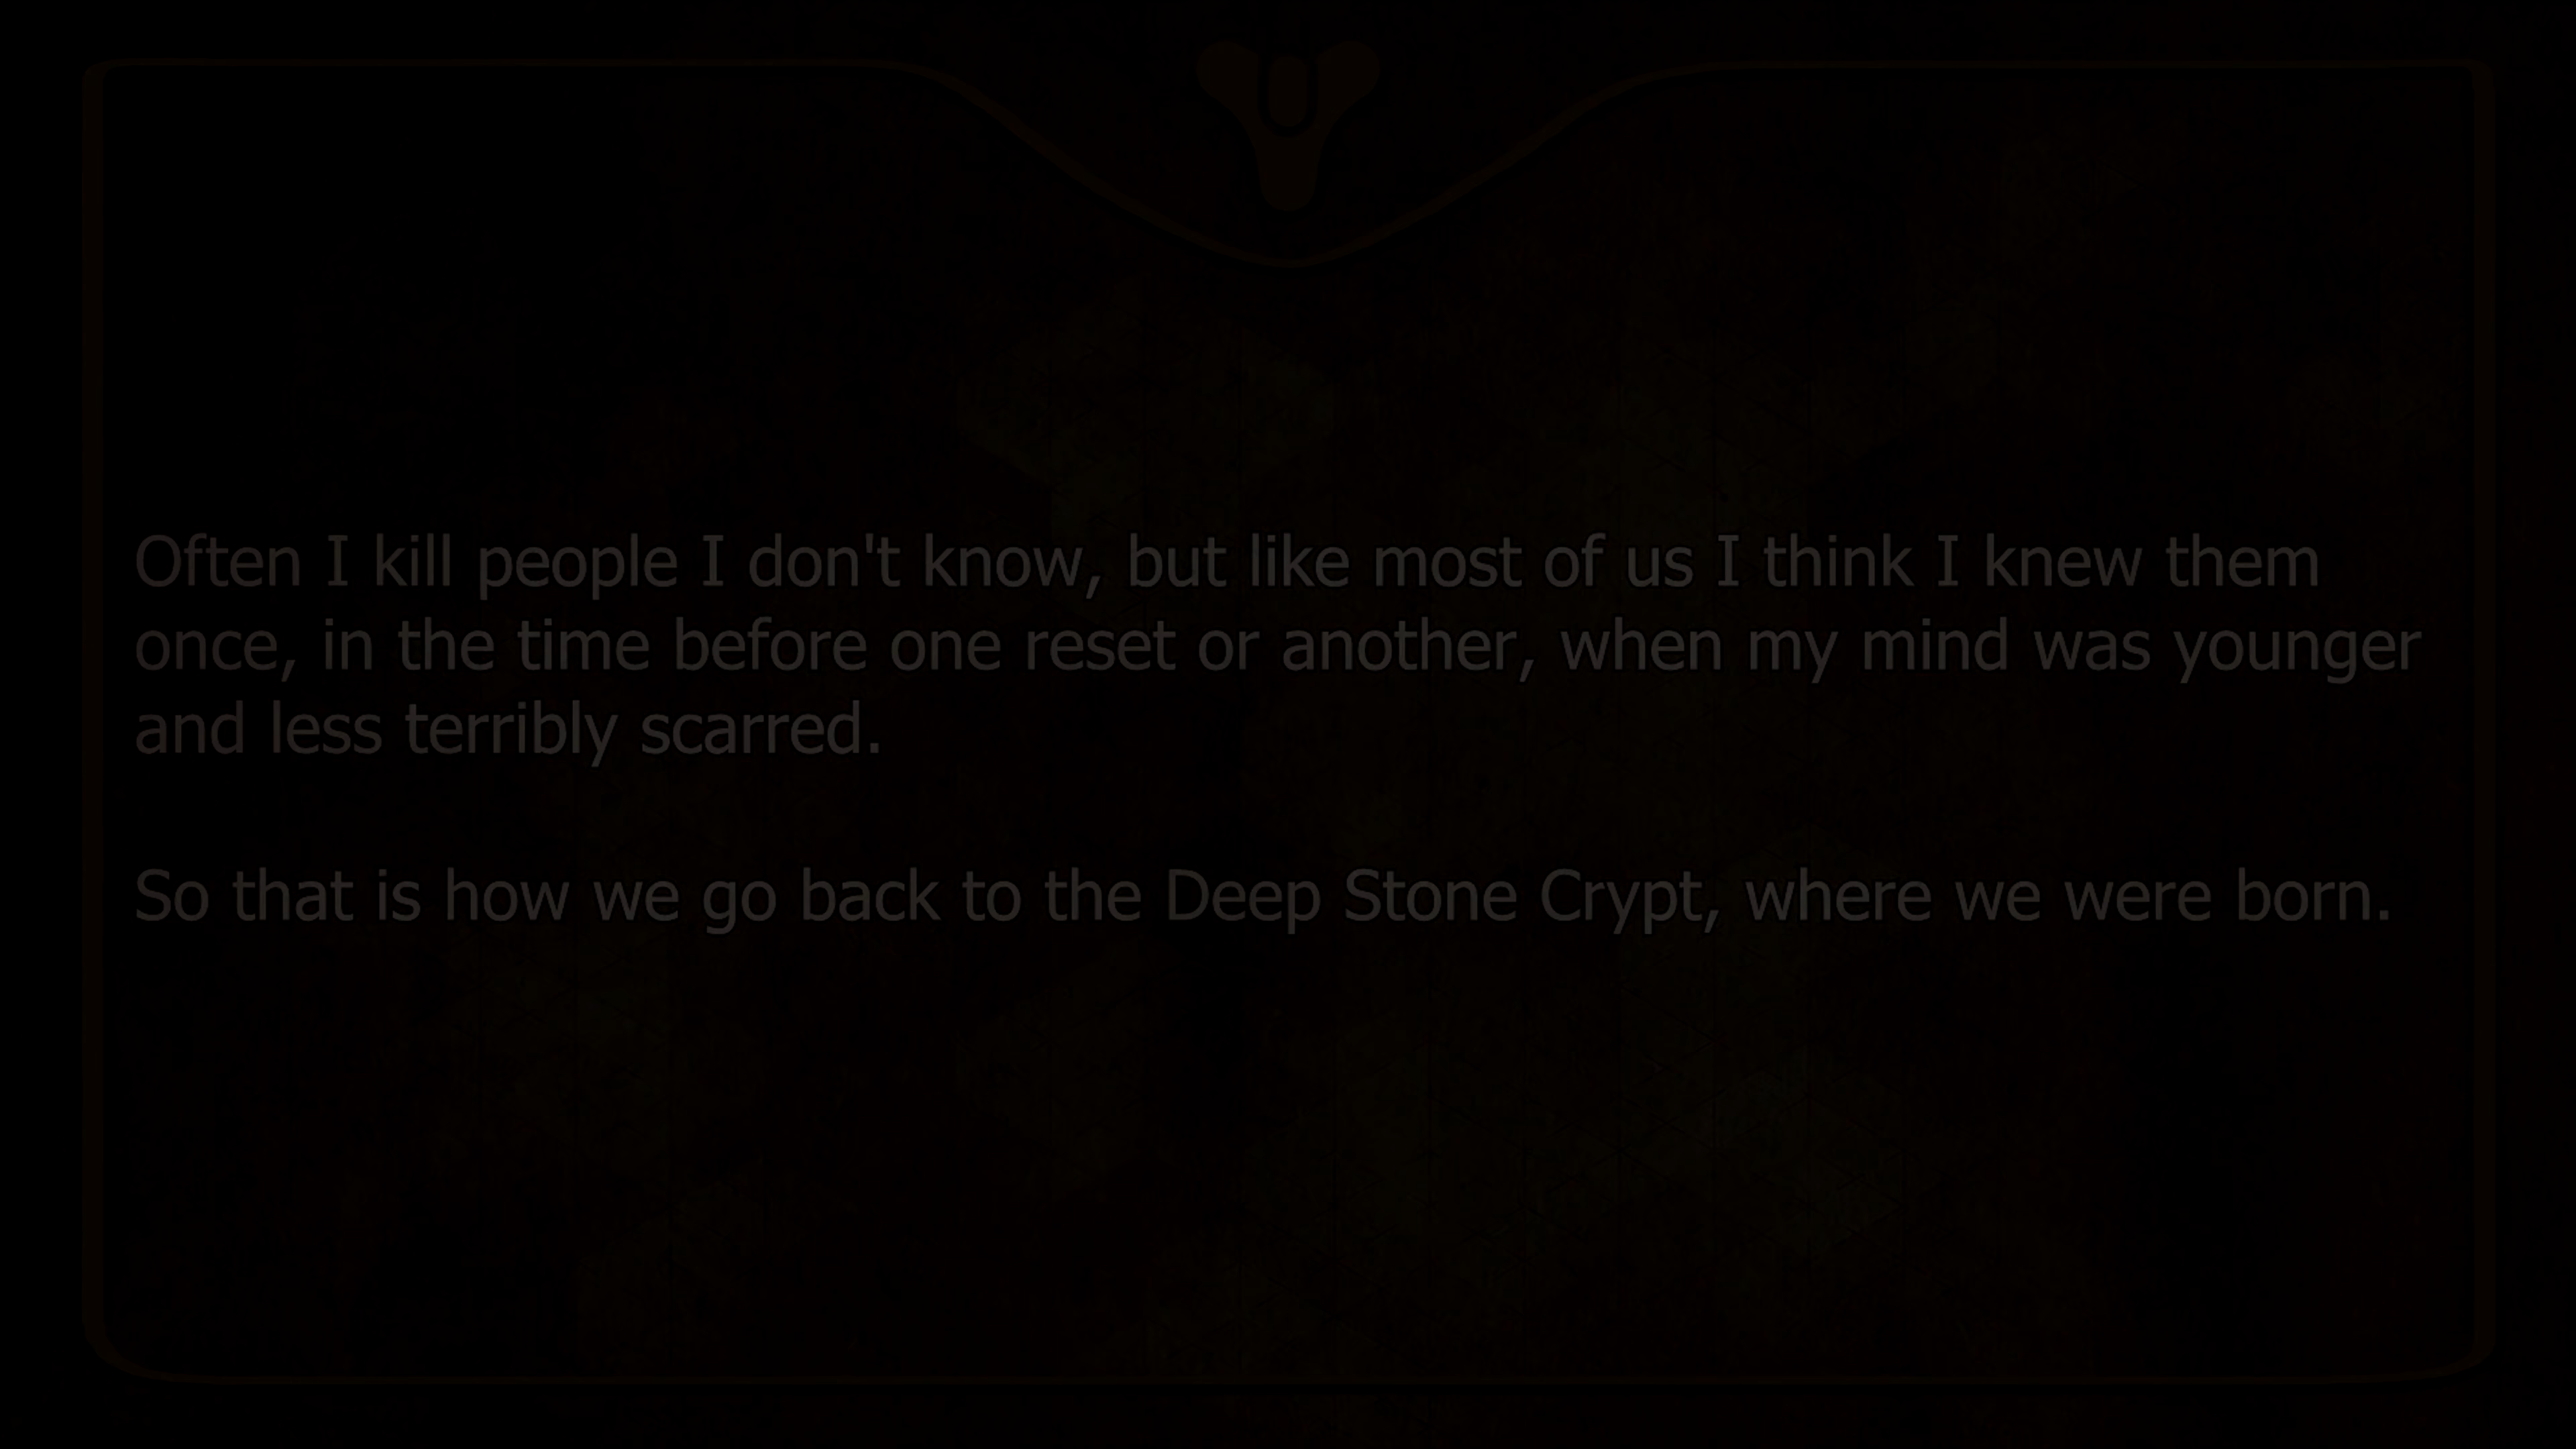 Often I kill people I don't know, but like most of us I think I knew them
once, in the time before one reset or another, when my mind was younger
and less terribly scarred.
So that is how we go back to the Deep Stone Crypt, where we were born.